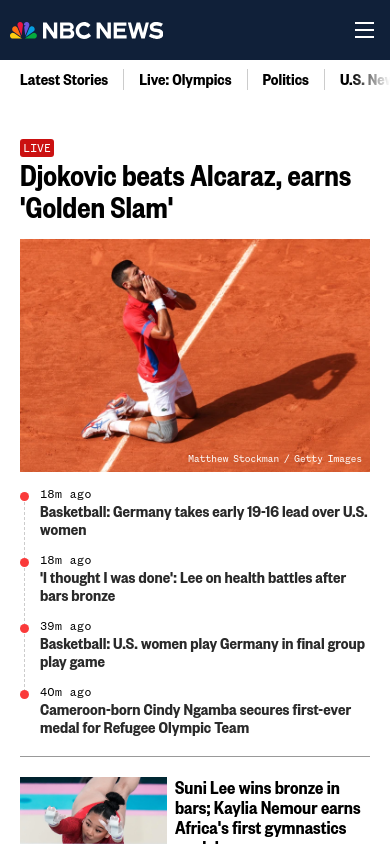 NBC NEWS
Latest Stories
Live: Olympics
Politics
U.S.
LIVE
Djokovic beats Alcaraz, earns
'Golden Slam'
Matthew Stockman / Getty Images
18m ago
Basketball: Germany takes early 19-16 lead over U.S.
women
18m ago
'I thought I was done': Lee on health battles after
bars bronze
39m ago
Basketball: U.S. women play Germany in final group
play game
40m ago
Cameroon-born Cindy Ngamba secures first-ever
medal for Refugee Olympic Team
Suni Lee wins bronze in
bars; Kaylia Nemour earns
Africa's first gymnastics